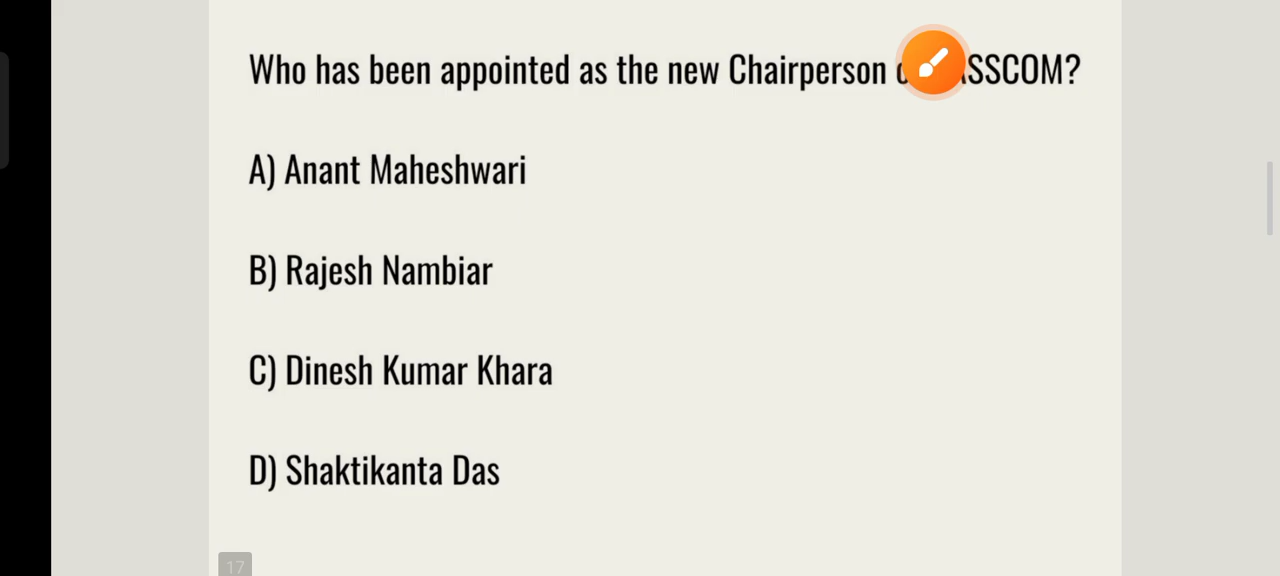 Who has been appointed as the new Chairperson SSCOM?
A) Anant Maheshwari
B) Rajesh Nambiar
C) Dinesh Kumar Khara
D) Shaktikanta Das
17